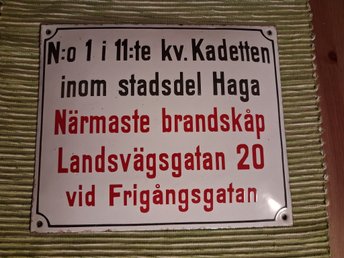 N:o 1 i 11:te kv. Kadetten
inom stadsdel Haga
Närmaste brandskåp
Landsvägsgatan 20
vid Frigångsgatan